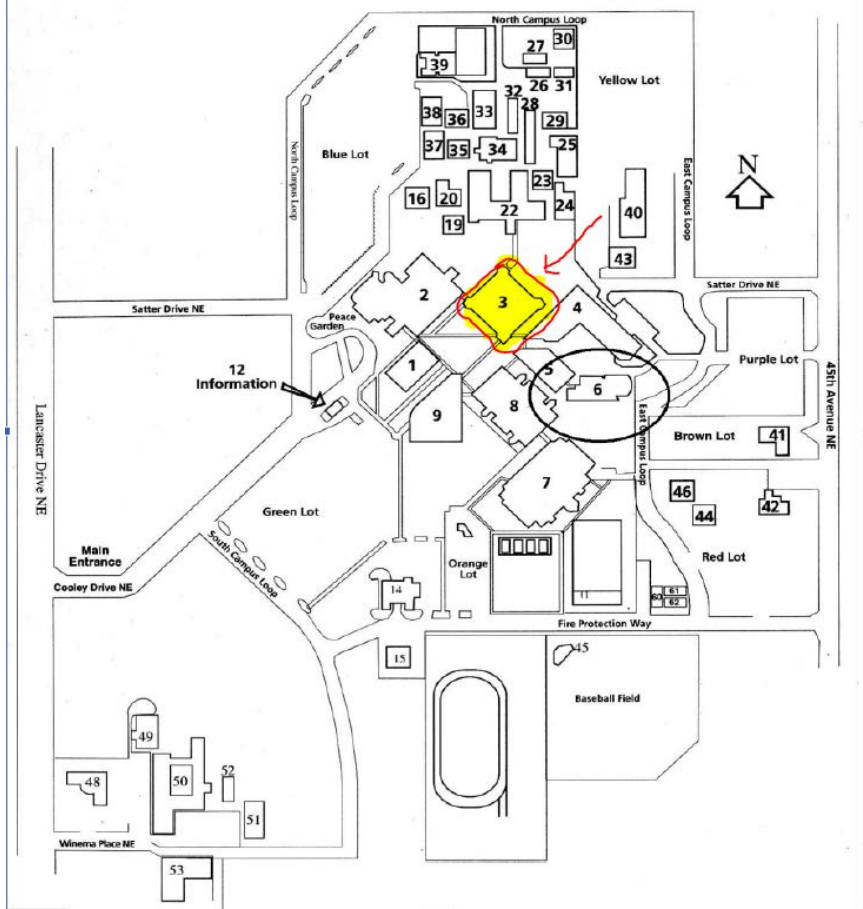 North Campus Loop
30
27
39
Yellow Lot
26
31
32
28
33
38
36
29
25
37
35
34
Blue Lot
North Campus Loop
East Campus Loop
N
23
16
20
22
24
40
19
43
2
3
4
Satter Drive NE
Satter Drive NE
Peace
Garden
1
5
6
Purple Lot
12
Information
9
8
East Campus Loop
Brown Lot
41
45th Avenue NE
Lancaster Drive NE
7
46
44
42
Green Lot
Red Lot
Main
Entrance
South Campus Loop
Orange
Lot
Cooley Drive NE
14
60
61
62
Fire Protection Way
15
45
Baseball Field
49
48
50
52
51
Winema Place NE
53